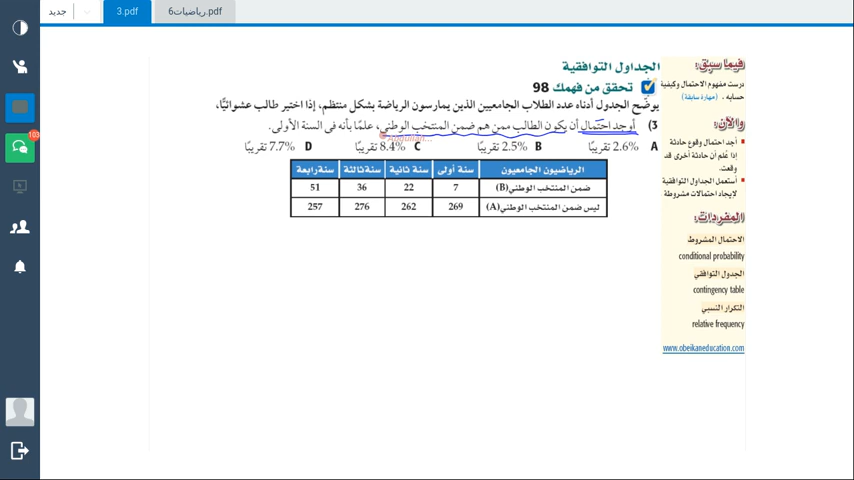 جديد
3.pdf
رياضيات6.pdf
103
الجداول التوافقية
تحقق من فهمك 98
يوضّح الجدول أدناه عدد الطلاب الجامعيين الذين يمارسون الرياضة بشكل منتظم، إذا اختير طالب عشوائيًّا،
3) أوجد احتمال أن يكون الطالب ممن هم ضمن المنتخب الوطني، علمًا بأنه في السنة الأولى.
A 2.6% تقريبًا B 2.5% تقريبًا C 8.4% تقريبًا D 7.7% تقريبًا
الرياضيون الجامعيون سنة أولى سنة ثانية سنة ثالثة سنة رابعة
ضمن المنتخب الوطني (B) 7 22 36 51
ليس ضمن المنتخب الوطني (A) 269 262 276 257
فيما سبق:
درست مفهوم الاحتمال وكيفية
حسابه. (مهارة سابقة)
والآن:
أجد احتمال وقوع حادثة
إذا عُلم أن حادثة أخرى قد
وقعت.
أستعمل الجداول التوافقية
لإيجاد احتمالات مشروطة
المفردات:
الاحتمال المشروط
conditional probability
الجدول التوافقي
contingency table
التكرار النسبي
relative frequency
www.obeikaneducation.com